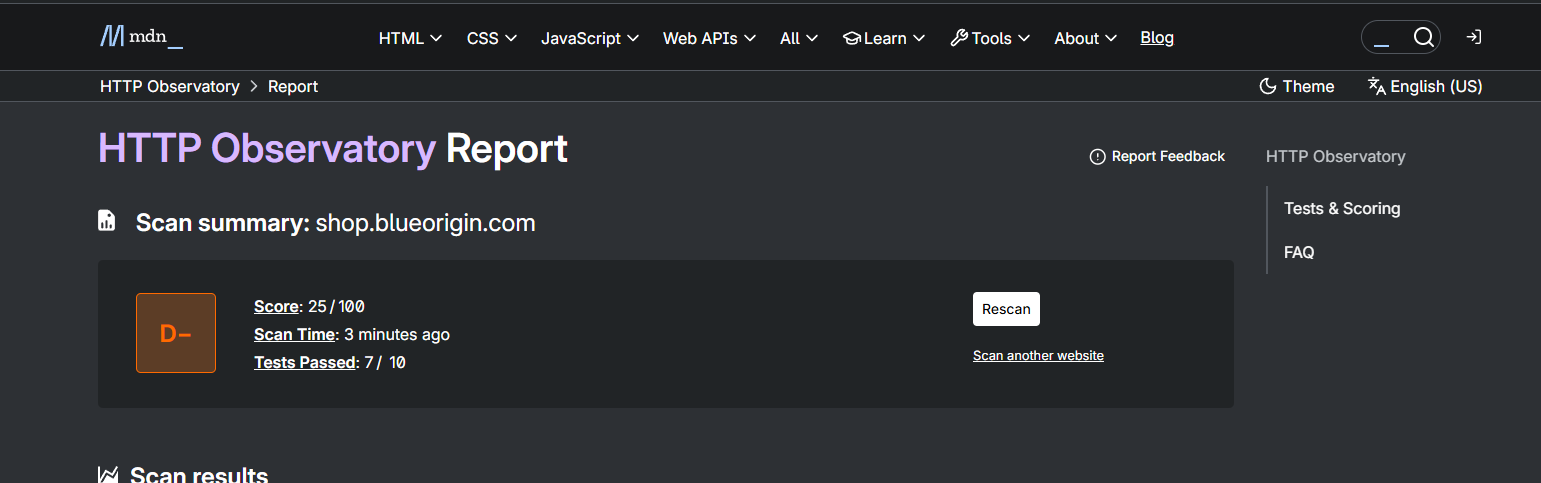 mdn_
HTML CSS JavaScript Web APIs All Learn Tools About Blog
HTTP Observatory > Report
Theme English (US)
HTTP Observatory Report
Report Feedback
Scan summary: shop.blueorigin.com
D-
Score: 25 / 100
Scan Time: 3 minutes ago
Tests Passed: 7 / 10
Rescan
Scan another website
Scan results
HTTP Observatory
Tests & Scoring
FAQ